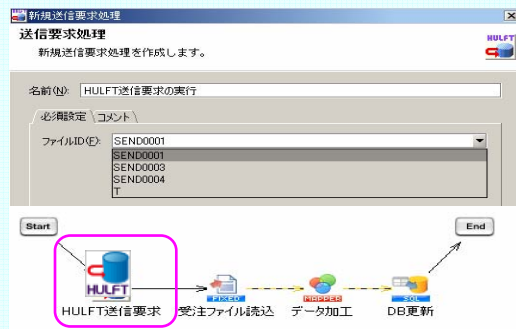 新規送信要求処理
送信要求処理
新規送信要求処理を作成します。
HULFT
名前(N): HULFT送信要求の実行
必須設定 コメント
ファイルID(F): SEND0001
SEND0001
SEND0003
SEND0004
T
Start
End
HULFT
FIXED
MAPPER
SQL
HULFT送信要求 受注ファイル読込 データ加工 DB更新